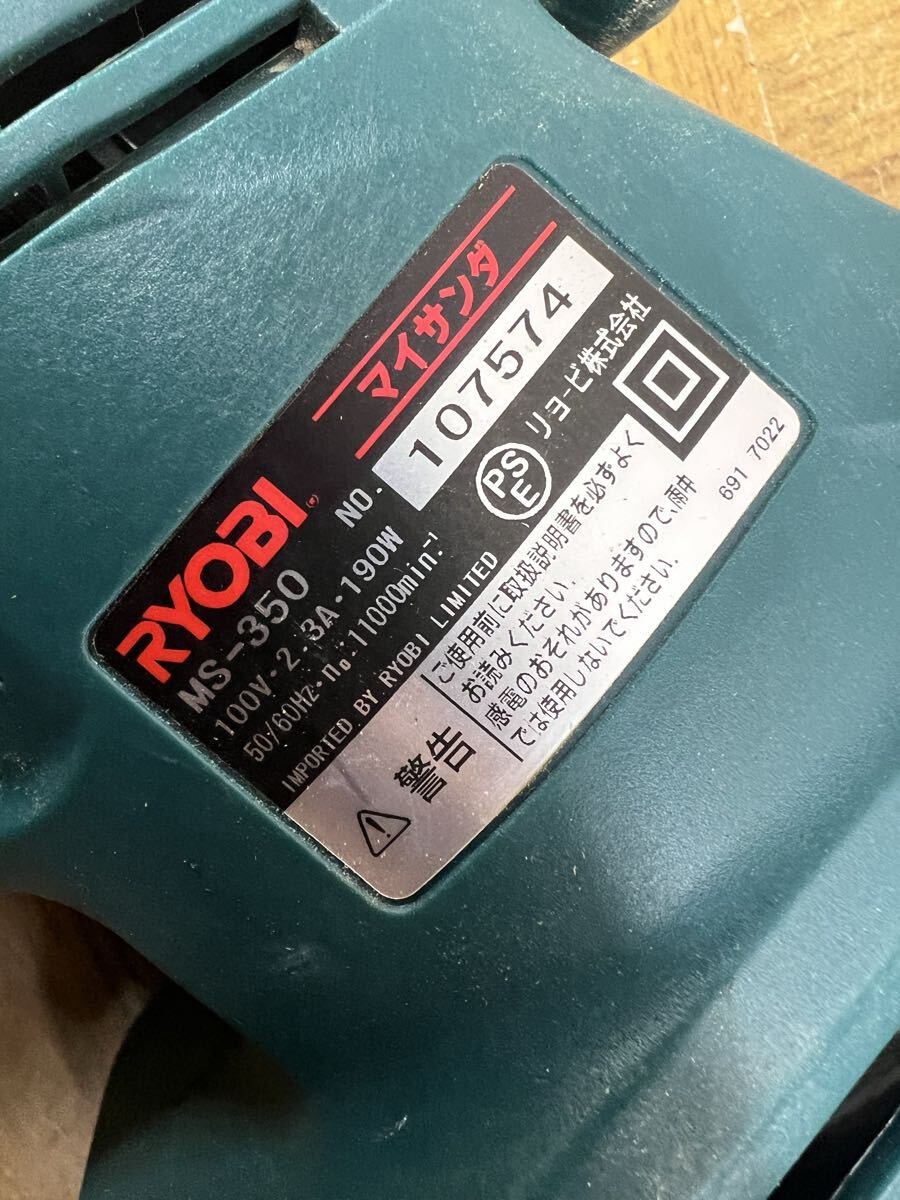 RYOBI®
マイサンダ
MS-350
NO. 107574
100V・2.3A・190W
50/60Hz・n₀:11000min.⁻¹
PSE
リョービ株式会社
IMPORTED BY RYOBI LIMITED
警告
ご使用前に取扱説明書を必ずよく
お読みください.
感電のおそれがありますので、雨中
では使用しないでください.
691 7022